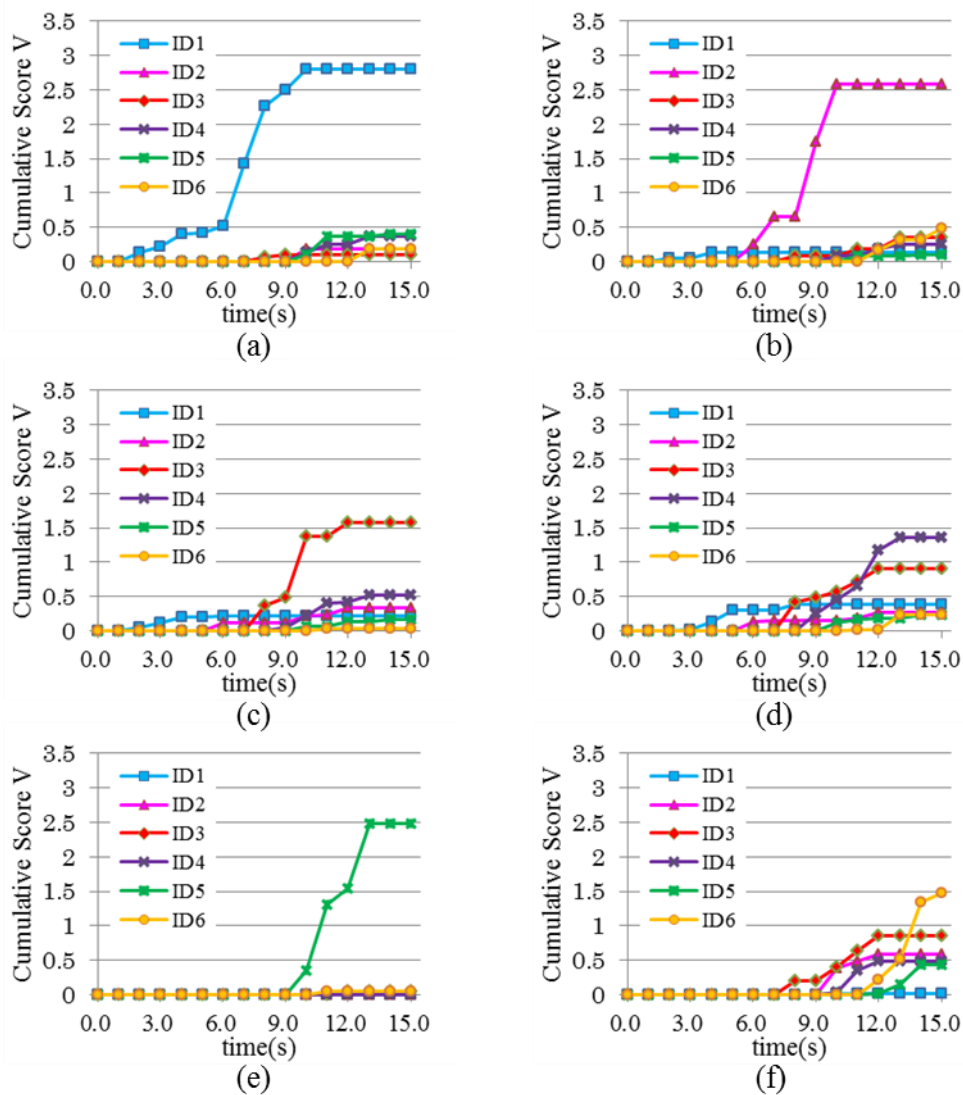 3.5
3
2.5
2
1.5
1
0.5
0
Cumulative Score V
ID1
ID2
ID3
ID4
ID5
ID6
0.0 3.0 6.0 9.0 12.0 15.0
time(s)
(a)
3.5
3
2.5
2
1.5
1
0.5
0
Cumulative Score V
ID1
ID2
ID3
ID4
ID5
ID6
0.0 3.0 6.0 9.0 12.0 15.0
time(s)
(b)
3.5
3
2.5
2
1.5
1
0.5
0
Cumulative Score V
ID1
ID2
ID3
ID4
ID5
ID6
0.0 3.0 6.0 9.0 12.0 15.0
time(s)
(c)
3.5
3
2.5
2
1.5
1
0.5
0
Cumulative Score V
ID1
ID2
ID3
ID4
ID5
ID6
0.0 3.0 6.0 9.0 12.0 15.0
time(s)
(d)
3.5
3
2.5
2
1.5
1
0.5
0
Cumulative Score V
ID1
ID2
ID3
ID4
ID5
ID6
0.0 3.0 6.0 9.0 12.0 15.0
time(s)
(e)
3.5
3
2.5
2
1.5
1
0.5
0
Cumulative Score V
ID1
ID2
ID3
ID4
ID5
ID6
0.0 3.0 6.0 9.0 12.0 15.0
time(s)
(f)